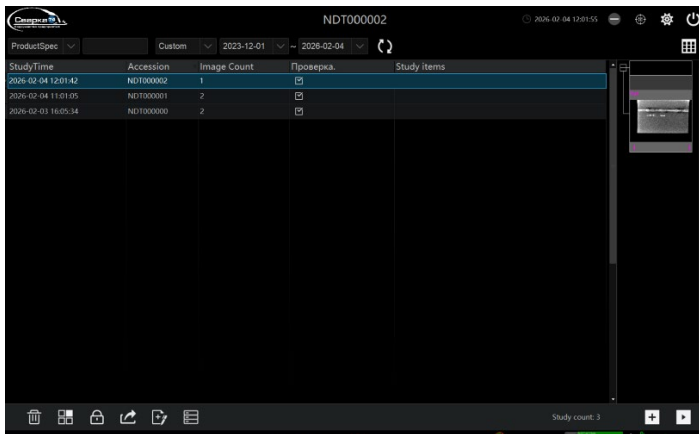 Сварка
NDT000002
2026-02-04 12:01:55
ProductSpec
Custom
2023-12-01 ~ 2026-02-04
StudyTime Accession Image Count Проверка. Study items
2026-02-04 12:01:42 NDT000002 1
2026-02-04 11:01:05 NDT000001 2
2026-02-03 16:05:34 NDT000000 2
Study count: 3